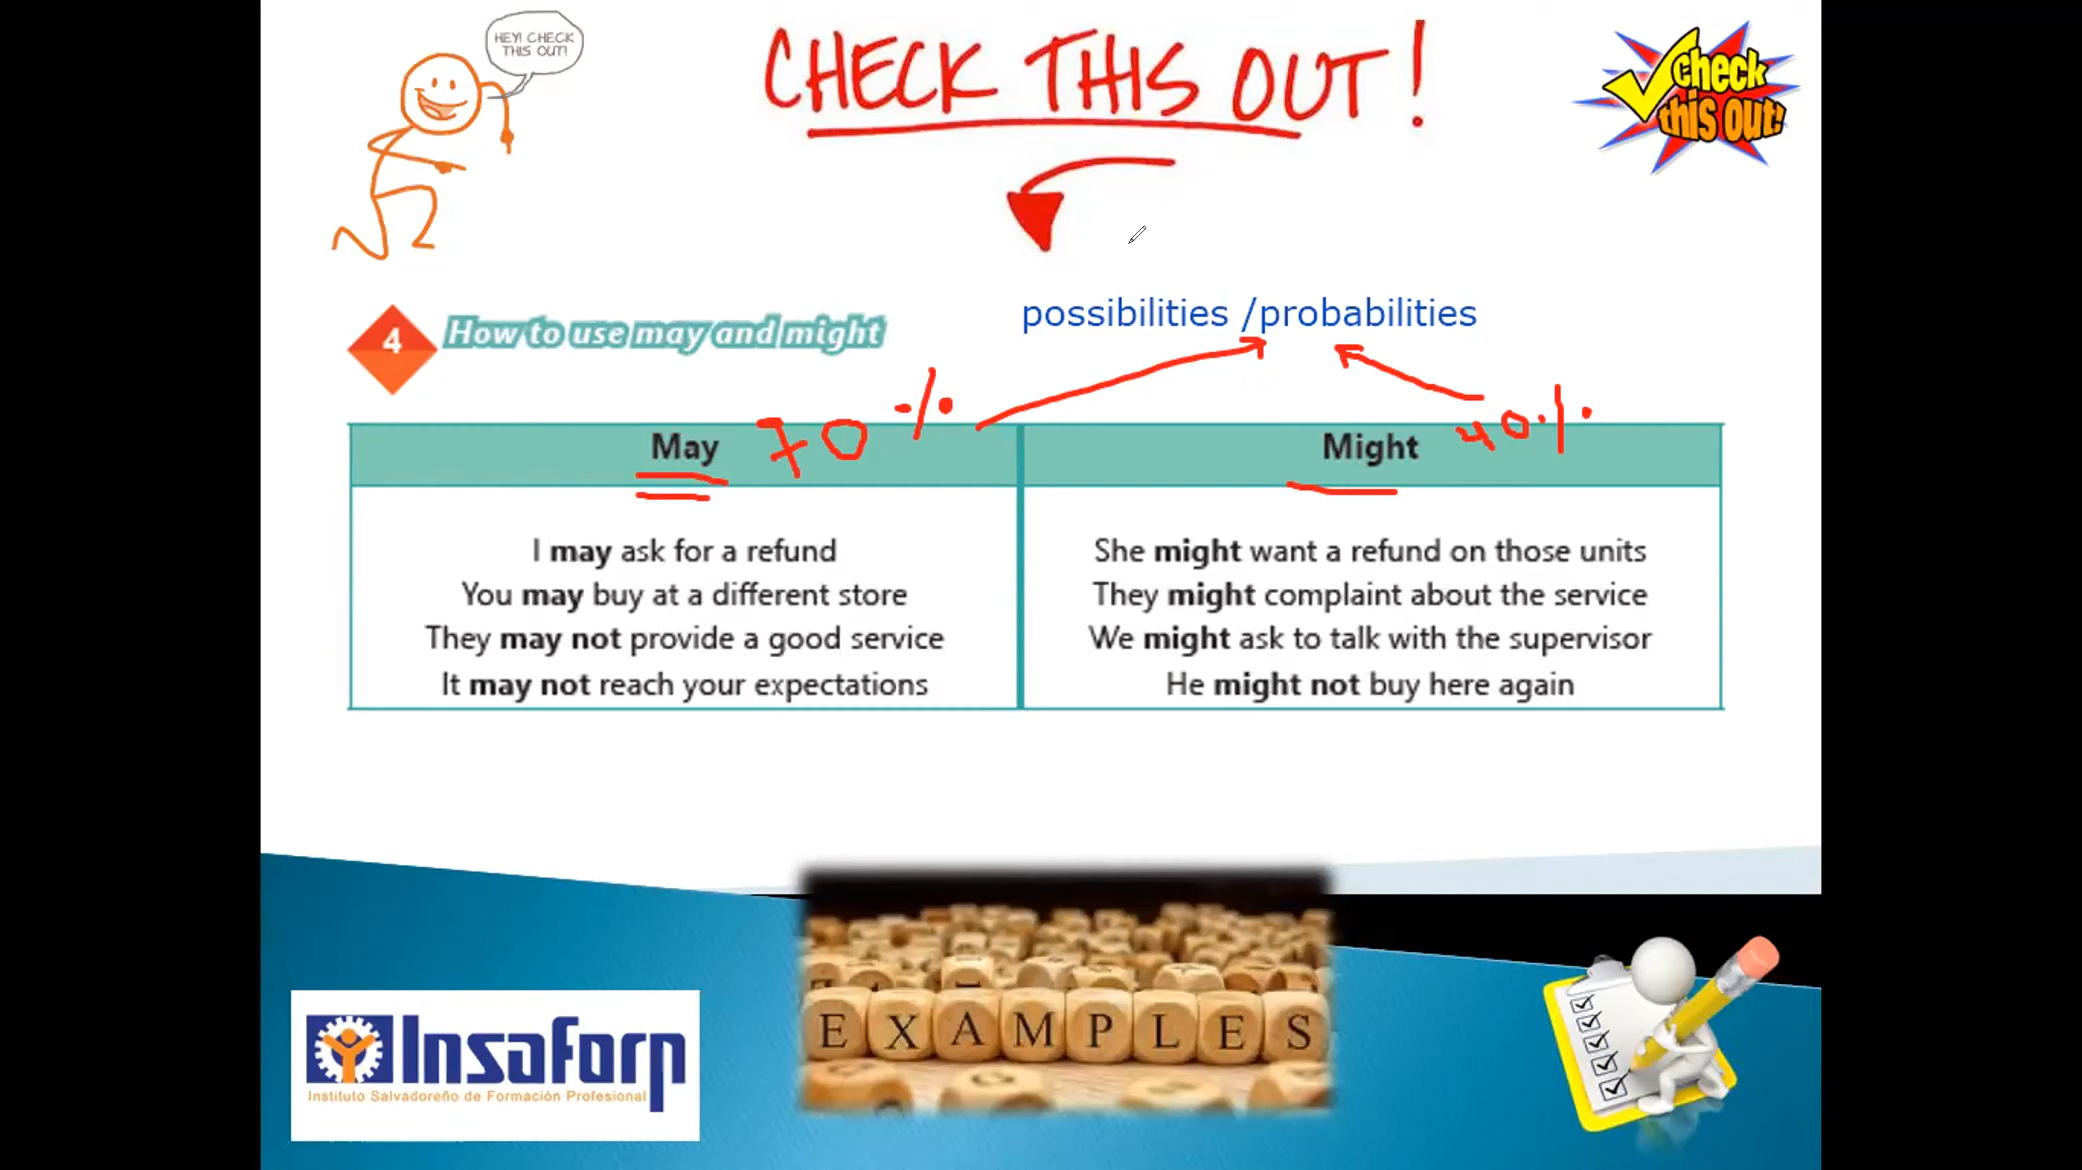 HEY! CHECK
THIS OUT!
CHECK THIS OUT!
check
this out!
possibilities /probabilities
4
How to use may and might
May 70%
Might 40%
I may ask for a refund
You may buy at a different store
They may not provide a good service
It may not reach your expectations
She might want a refund on those units
They might complaint about the service
We might ask to talk with the supervisor
He might not buy here again
EXAMPLES
Insaforp
Instituto Salvadoreño de Formación Profesional